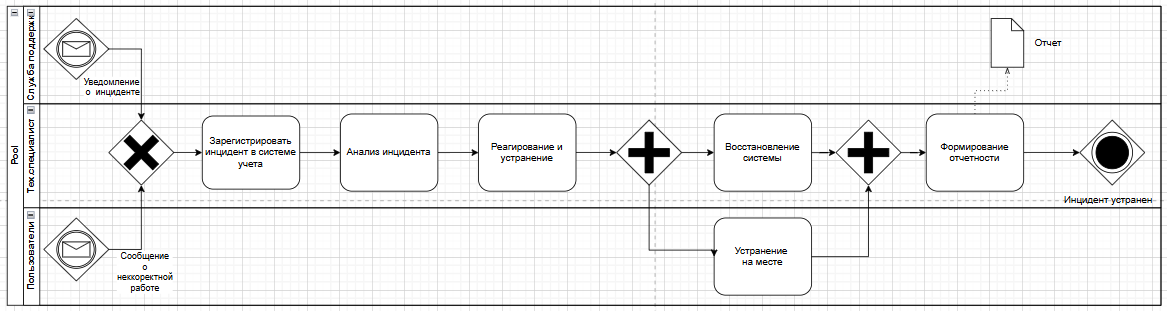 Pool
Служба поддержки
Уведомление
о инциденте
Отчет
Тех.специалист
Зарегистрировать
инцидент в системе
учета
Анализ инцидента
Реагирование и
устранение
Восстановление
системы
Формирование
отчетности
Инцидент устранен
Пользователи
Сообщение
о
неккоректной
работе
Устранение
на месте